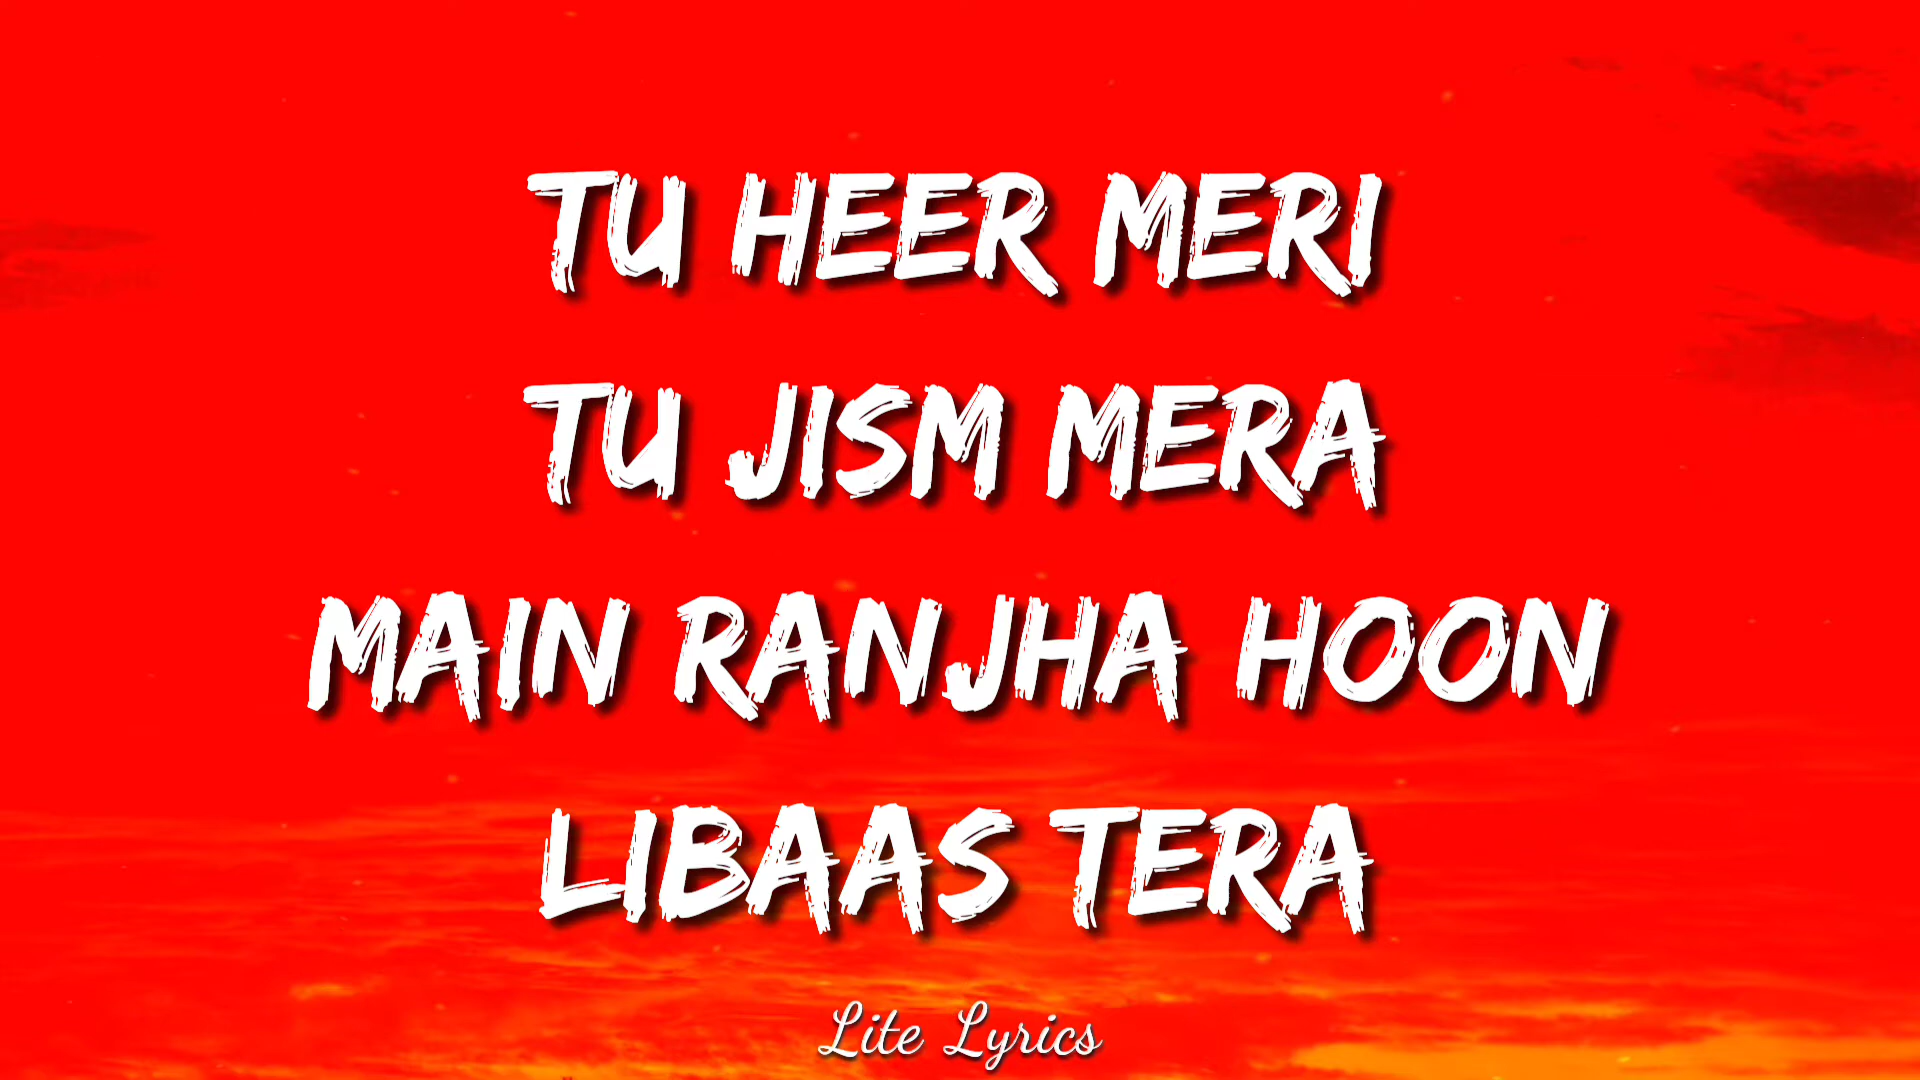 TU HEER MERI
TU JISM MERA
MAIN RANJHA HOON
LIBAAS TERA
Lite Lyrics